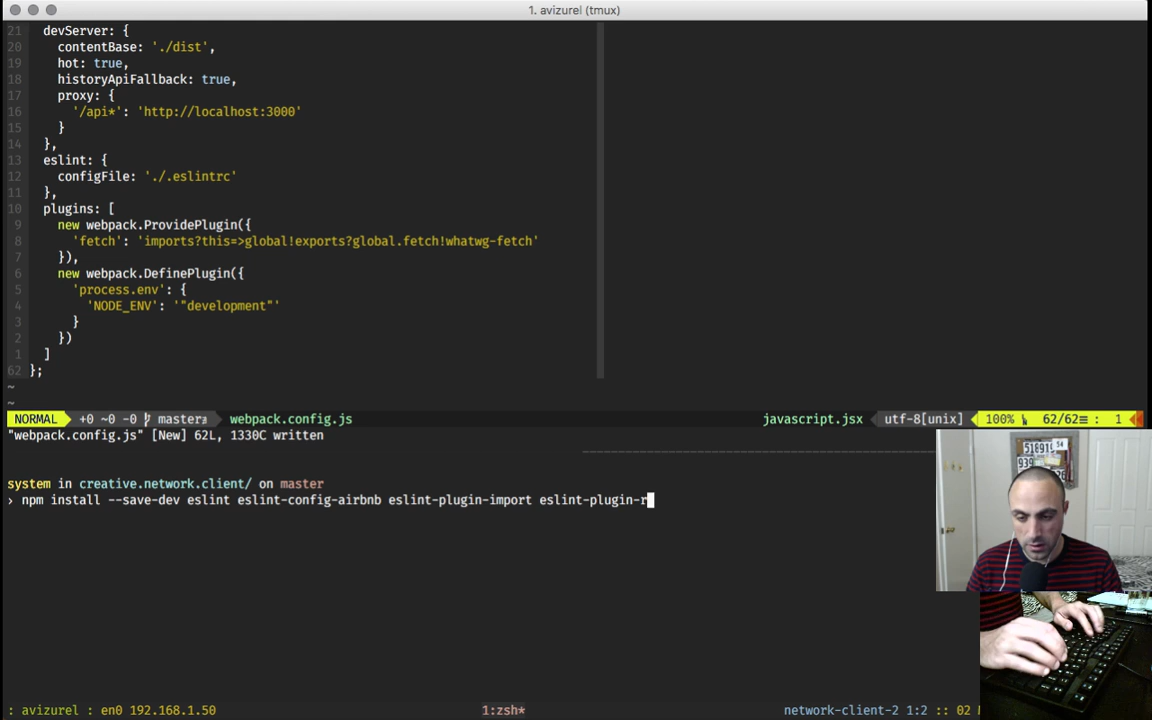 1. avizurel (tmux)
21 devServer: {
20 contentBase: './dist',
19 hot: true,
18 historyApiFallback: true,
17 proxy: {
16 '/api*': 'http://localhost:3000'
15 }
14 },
13 eslint: {
12 configFile: './.eslintrc'
11 },
10 plugins: [
9 new webpack.ProvidePlugin({
8 'fetch': 'imports?this=>global!exports?global.fetch!whatwg-fetch'
7 }),
6 new webpack.DefinePlugin({
5 'process.env': {
4 'NODE_ENV': '"development"'
3 }
2 })
1 ]
62 };
~
~
NORMAL +0 ~0 -0 master webpack.config.js javascript.jsx utf-8[unix] 100% 62/62 : 1
"webpack.config.js" [New] 62L, 1330C written
system in creative.network.client/ on master
› npm install --save-dev eslint eslint-config-airbnb eslint-plugin-import eslint-plugin-r
: avizurel : en0 192.168.1.50 1:zsh* network-client-2 1:2 :: 02